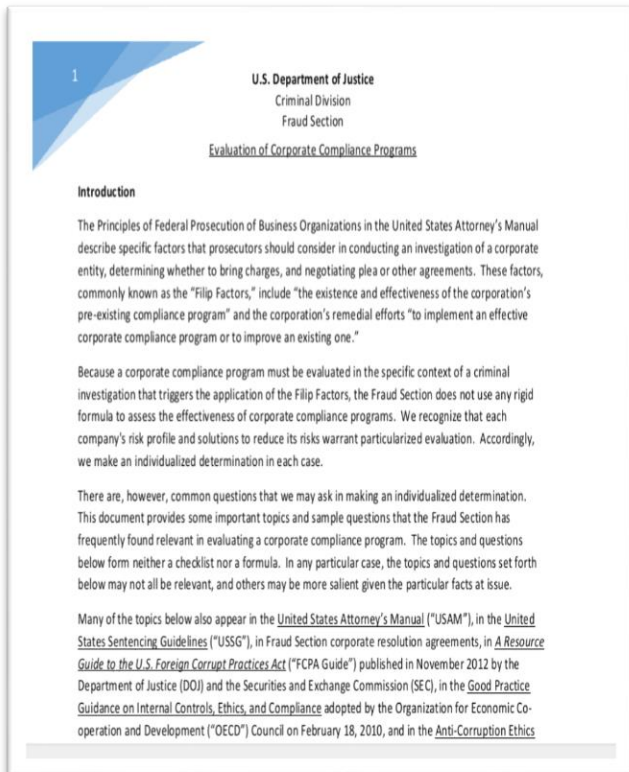 1
U.S. Department of Justice
Criminal Division
Fraud Section
Evaluation of Corporate Compliance Programs
Introduction
The Principles of Federal Prosecution of Business Organizations in the United States Attorney's Manual
describe specific factors that prosecutors should consider in conducting an investigation of a corporate
entity, determining whether to bring charges, and negotiating plea or other agreements. These factors,
commonly known as the "Filip Factors," include "the existence and effectiveness of the corporation's
pre-existing compliance program" and the corporation's remedial efforts "to implement an effective
corporate compliance program or to improve an existing one."
Because a corporate compliance program must be evaluated in the specific context of a criminal
investigation that triggers the application of the Filip Factors, the Fraud Section does not use any rigid
formula to assess the effectiveness of corporate compliance programs. We recognize that each
company's risk profile and solutions to reduce its risks warrant particularized evaluation. Accordingly,
we make an individualized determination in each case.
There are, however, common questions that we may ask in making an individualized determination.
This document provides some important topics and sample questions that the Fraud Section has
frequently found relevant in evaluating a corporate compliance program. The topics and questions
below form neither a checklist nor a formula. In any particular case, the topics and questions set forth
below may not all be relevant, and others may be more salient given the particular facts at issue.
Many of the topics below also appear in the United States Attorney's Manual ("USAM"), in the United
States Sentencing Guidelines ("USSG"), in Fraud Section corporate resolution agreements, in A Resource
Guide to the U.S. Foreign Corrupt Practices Act ("FCPA Guide") published in November 2012 by the
Department of Justice (DOJ) and the Securities and Exchange Commission (SEC), in the Good Practice
Guidance on Internal Controls, Ethics, and Compliance adopted by the Organization for Economic Co-
operation and Development ("OECD") Council on February 18, 2010, and in the Anti-Corruption Ethics